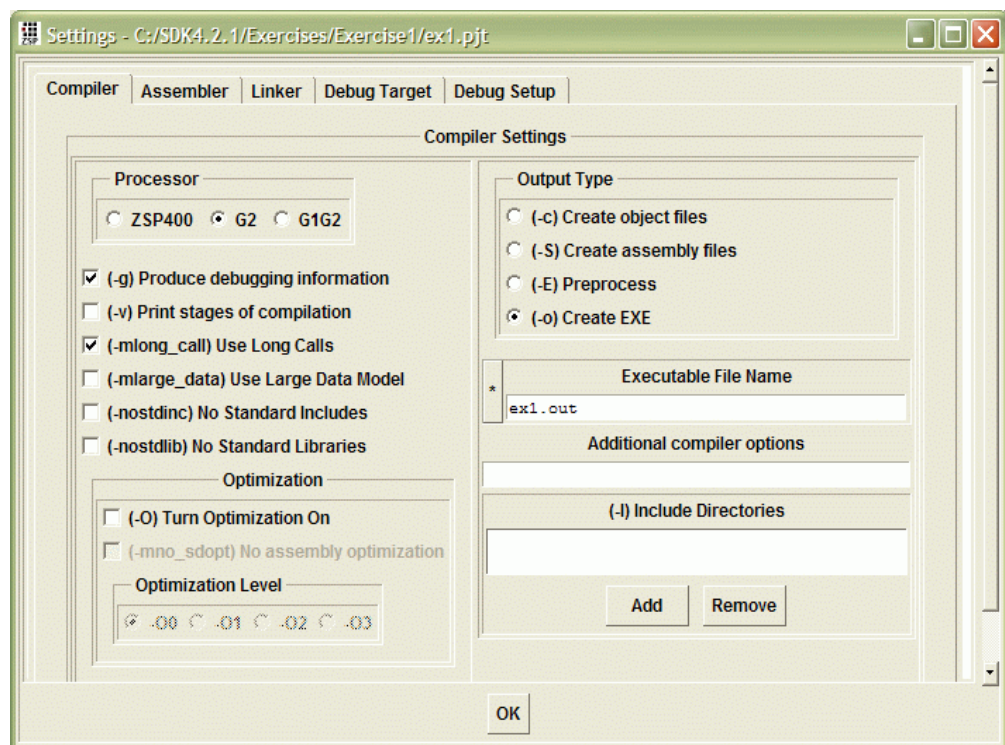 ZSP
Settings - C:/SDK4.2.1/Exercises/Exercise1/ex1.pjt
Compiler Assembler Linker Debug Target Debug Setup
Compiler Settings
Processor
ZSP400 G2 G1G2
(-g) Produce debugging information
(-v) Print stages of compilation
(-mlong_call) Use Long Calls
(-mlarge_data) Use Large Data Model
(-nostdinc) No Standard Includes
(-nostdlib) No Standard Libraries
Optimization
(-O) Turn Optimization On
(-mno_sdopt) No assembly optimization
Optimization Level
-O0 -O1 -O2 -O3
Output Type
(-c) Create object files
(-S) Create assembly files
(-E) Preprocess
(-o) Create EXE
*
Executable File Name
ex1.out
Additional compiler options
(-I) Include Directories
Add Remove
OK